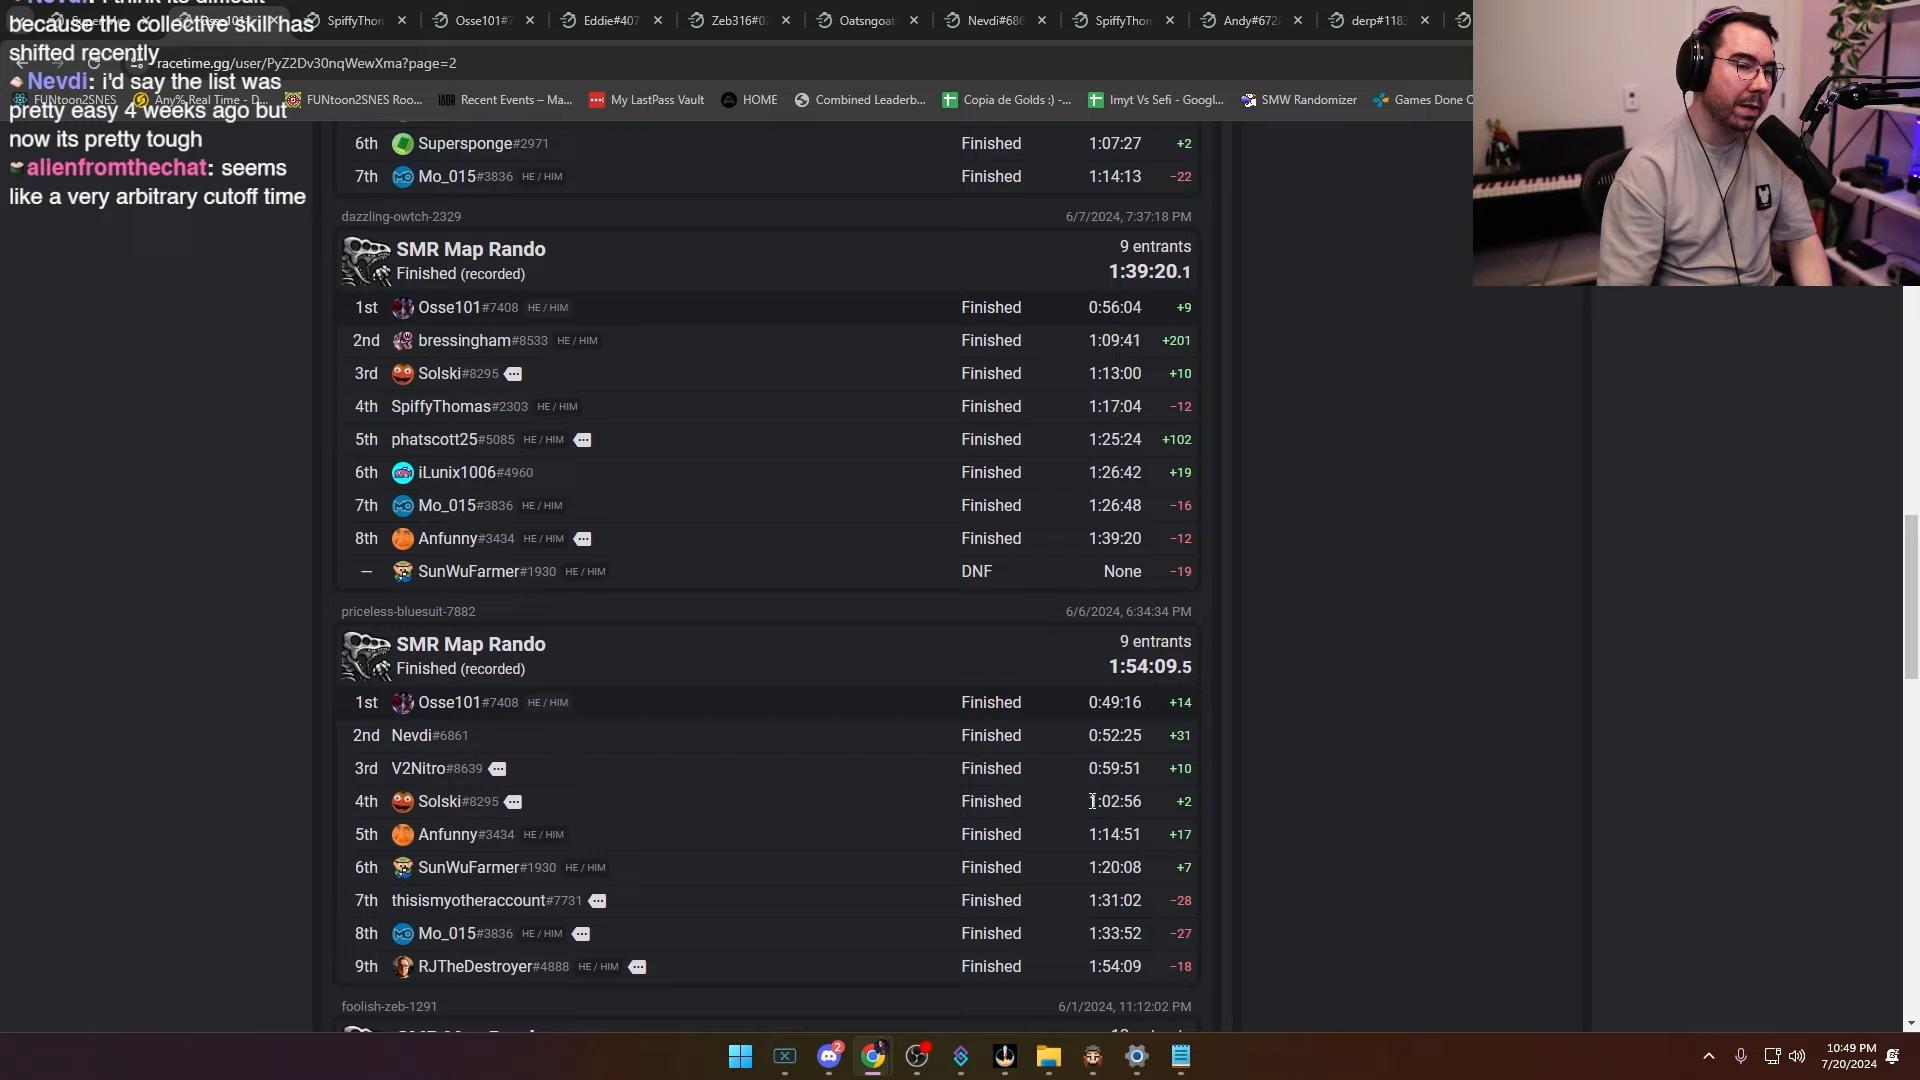 because the collective skill has
shifted recently
Nevdi: i'd say the list was
pretty easy 4 weeks ago but
now its pretty tough
alienfromthechat: seems
like a very arbitrary cutoff time
SpiffyThon Osse101#7 Eddie#407 Zeb316#0 Oatsngoat Nevdi#686 SpiffyThon Andy#672 derp#1183
racetime.gg/user/PyZ2Dv30nqWewXma?page=2
FUNtoon2SNES Any% Real Time - D... FUNtoon2SNES Roo... Recent Events – Ma... My LastPass Vault HOME Combined Leaderb... Copia de Golds :) -... Imyt Vs Sefi - Googl... SMW Randomizer Games Done
6th Supersponge#2971 Finished 1:07:27 +2
7th Mo_015#3836 HE / HIM Finished 1:14:13 −22
dazzling-owtch-2329 6/7/2024, 7:37:18 PM
SMR Map Rando 9 entrants
Finished (recorded) 1:39:20.1
1st Osse101#7408 HE / HIM Finished 0:56:04 +9
2nd bressingham#8533 HE / HIM Finished 1:09:41 +201
3rd Solski#8295 Finished 1:13:00 +10
4th SpiffyThomas#2303 HE / HIM Finished 1:17:04 −12
5th phatscott25#5085 HE / HIM Finished 1:25:24 +102
6th iLunix1006#4960 Finished 1:26:42 +19
7th Mo_015#3836 HE / HIM Finished 1:26:48 −16
8th Anfunny#3434 HE / HIM Finished 1:39:20 −12
— SunWuFarmer#1930 HE / HIM DNF None −19
priceless-bluesuit-7882 6/6/2024, 6:34:34 PM
SMR Map Rando 9 entrants
Finished (recorded) 1:54:09.5
1st Osse101#7408 HE / HIM Finished 0:49:16 +14
2nd Nevdi#6861 Finished 0:52:25 +31
3rd V2Nitro#8639 Finished 0:59:51 +10
4th Solski#8295 Finished 1:02:56 +2
5th Anfunny#3434 HE / HIM Finished 1:14:51 +17
6th SunWuFarmer#1930 HE / HIM Finished 1:20:08 +7
7th thisismyotheraccount#7731 Finished 1:31:02 −28
8th Mo_015#3836 HE / HIM Finished 1:33:52 −27
9th RJTheDestroyer#4888 HE / HIM Finished 1:54:09 −18
foolish-zeb-1291 6/1/2024, 11:12:02 PM
2
10:49 PM
7/20/2024